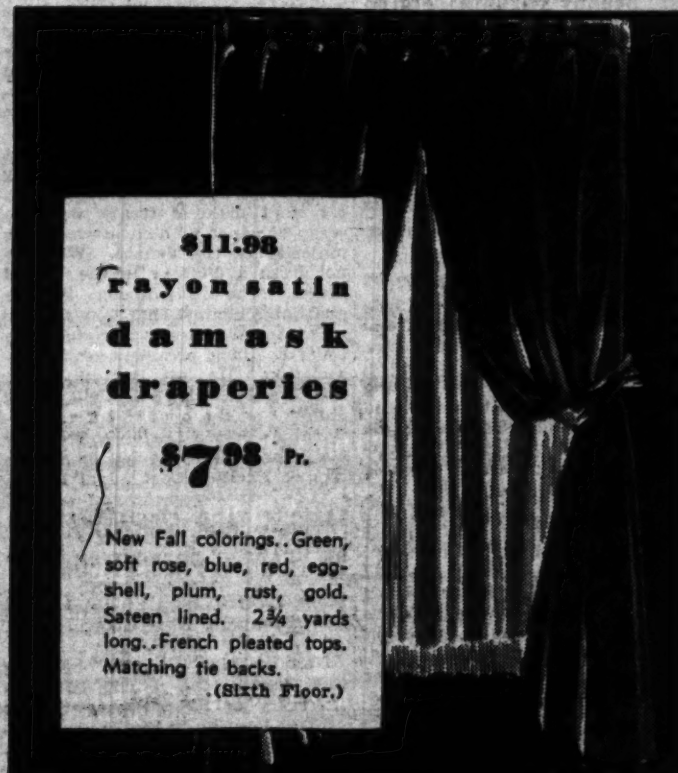 $11.98
rayon satin
damask
draperies
$7.98 Pr.
New Fall colorings..Green,
soft rose, blue, red, egg-
shell, plum, rust, gold.
Sateen lined. 2¾ yards
long..French pleated tops.
Matching tie backs.
(Sixth Floor.)